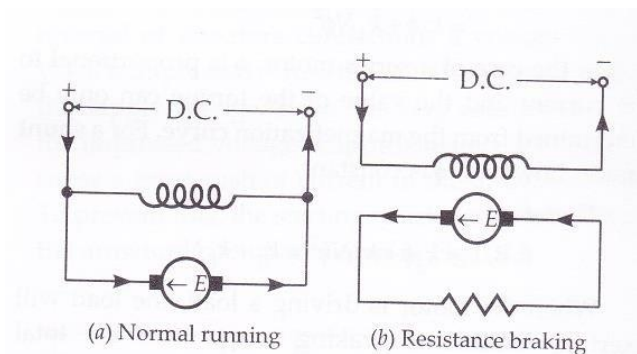 + D.C. −
← E
(a) Normal running
+ D.C. −
← E
(b) Resistance braking